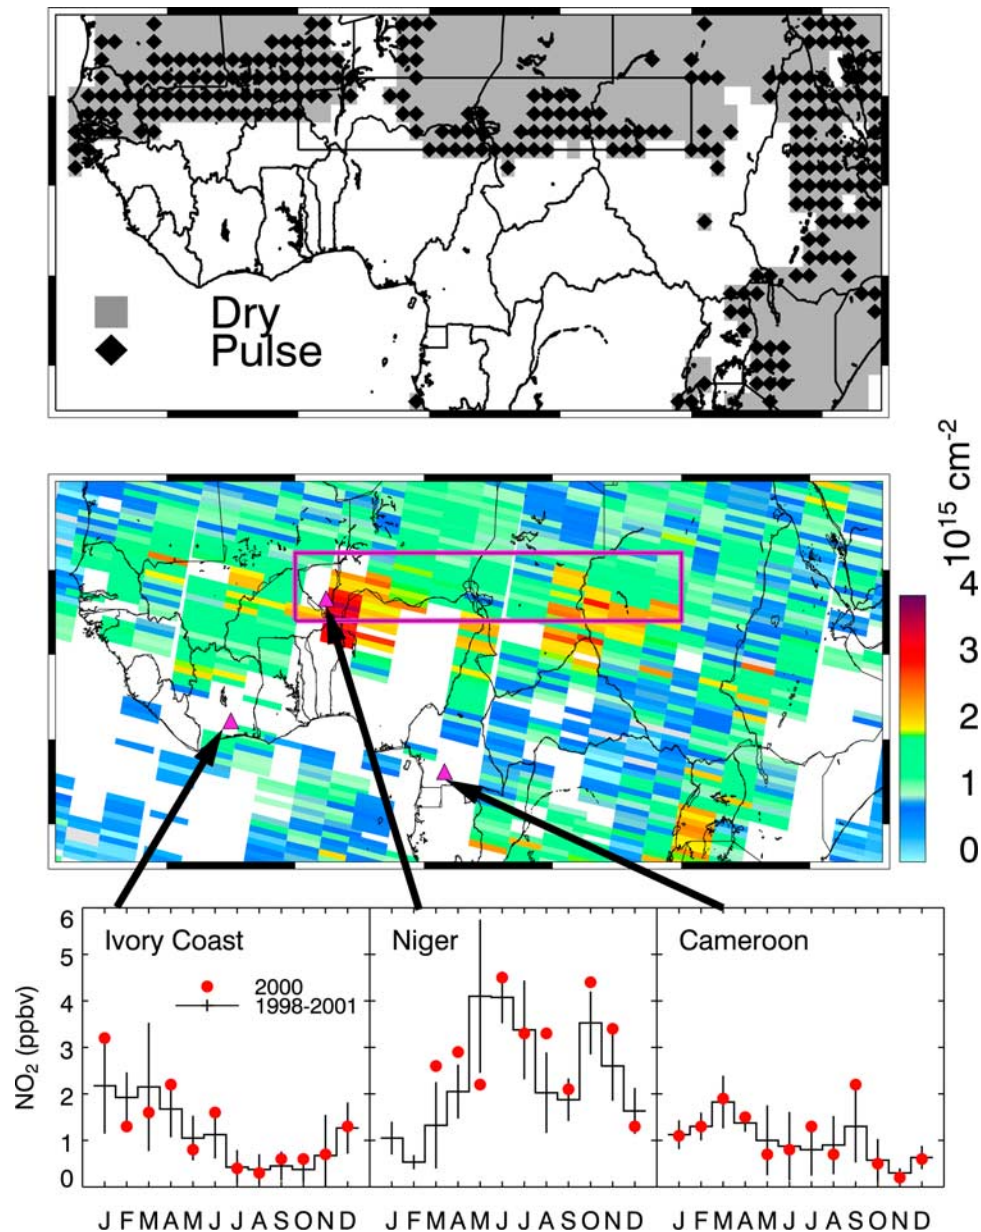 Dry
Pulse
10¹⁵ cm⁻²
4
3
2
1
0
6
5
4
3
2
1
0
NO₂ (ppbv)
Ivory Coast
2000
1998-2001
Niger
Cameroon
J F M A M J J A S O N D
J F M A M J J A S O N D
J F M A M J J A S O N D